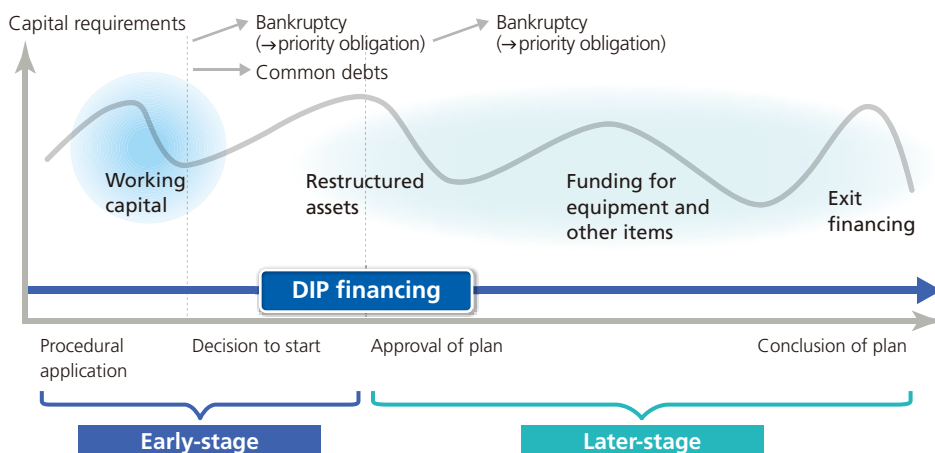 Capital requirements
Bankruptcy
(→priority obligation)
Bankruptcy
(→priority obligation)
Common debts
Working
capital
Restructured
assets
Funding for
equipment and
other items
Exit
financing
DIP financing
Procedural
application
Decision to start
Approval of plan
Conclusion of plan
Early-stage
Later-stage